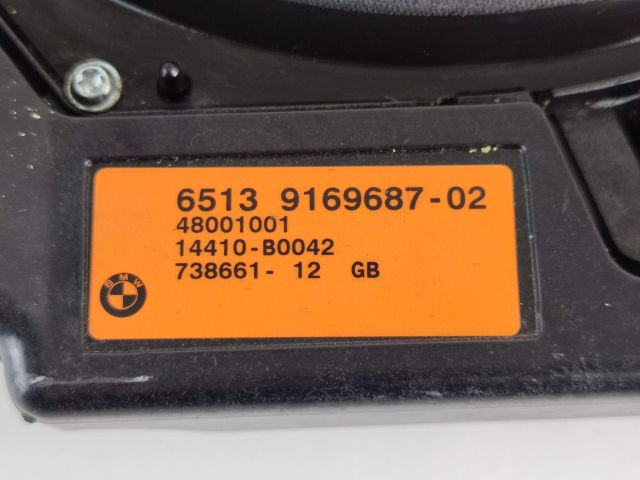 6513 9169687-02
48001001
14410-B0042
738661- 12 GB
BMW